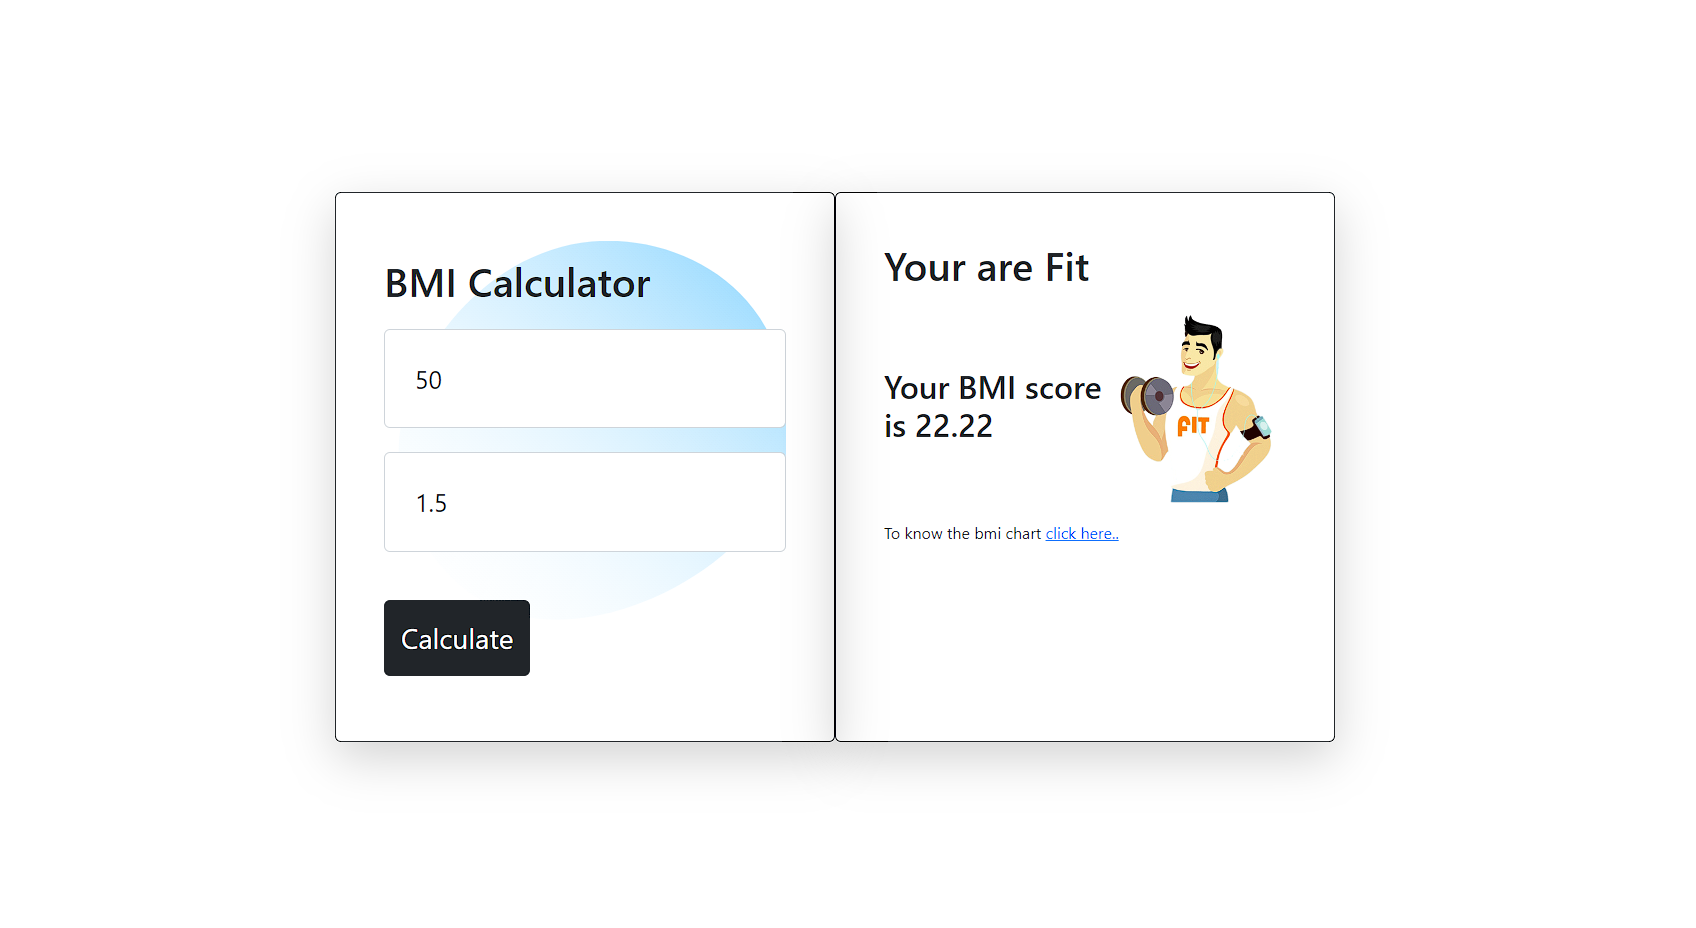 BMI Calculator
50
1.5
Calculate
Your are Fit
Your BMI score
is 22.22
FIT
To know the bmi chart click here..